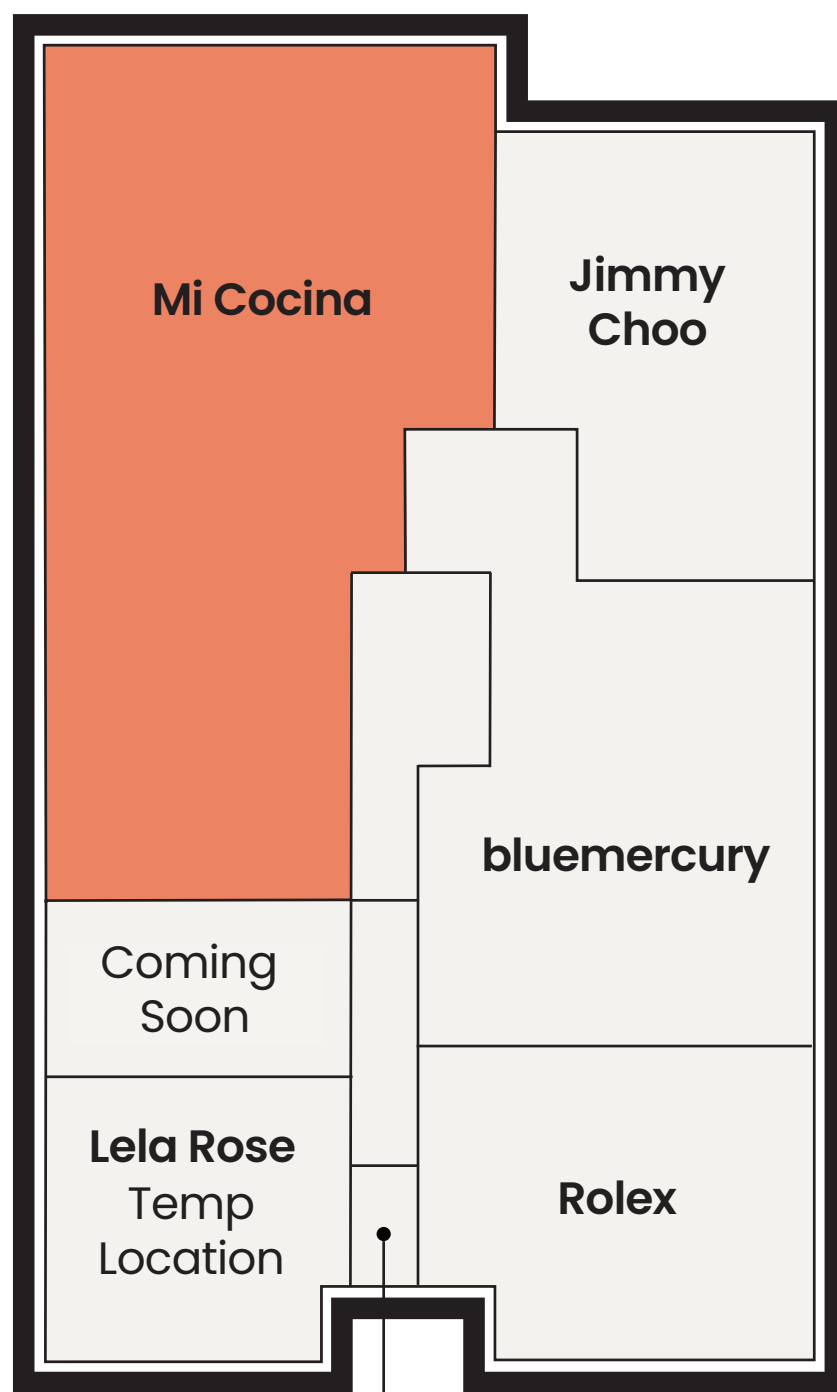 Mi Cocina
Jimmy
Choo
bluemercury
Coming
Soon
Lela Rose
Temp
Location
Rolex